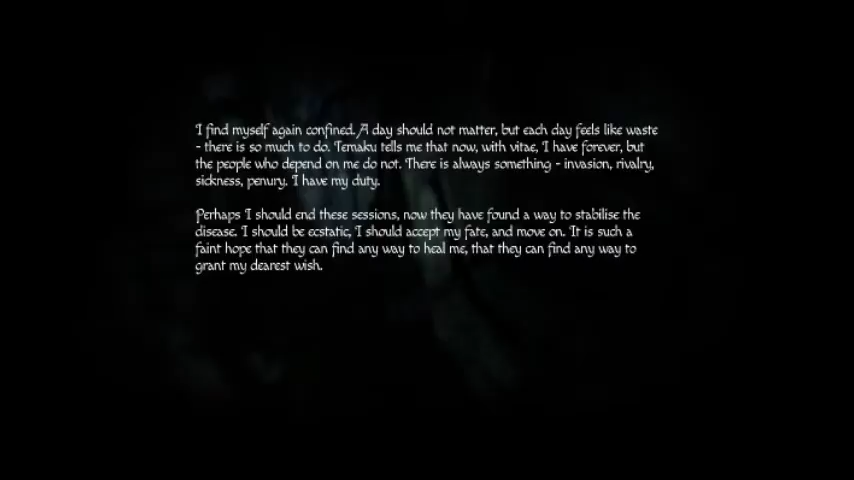 I find myself again confined. A day should not matter, but each day feels like waste
- there is so much to do. Temaku tells me that now, with vitae, I have forever, but
the people who depend on me do not. There is always something - invasion, rivalry,
sickness, penury. I have my duty.
Perhaps I should end these sessions, now they have found a way to stabilise the
disease. I should be ecstatic, I should accept my fate, and move on. It is such a
faint hope that they can find any way to heal me, that they can find any way to
grant my dearest wish.